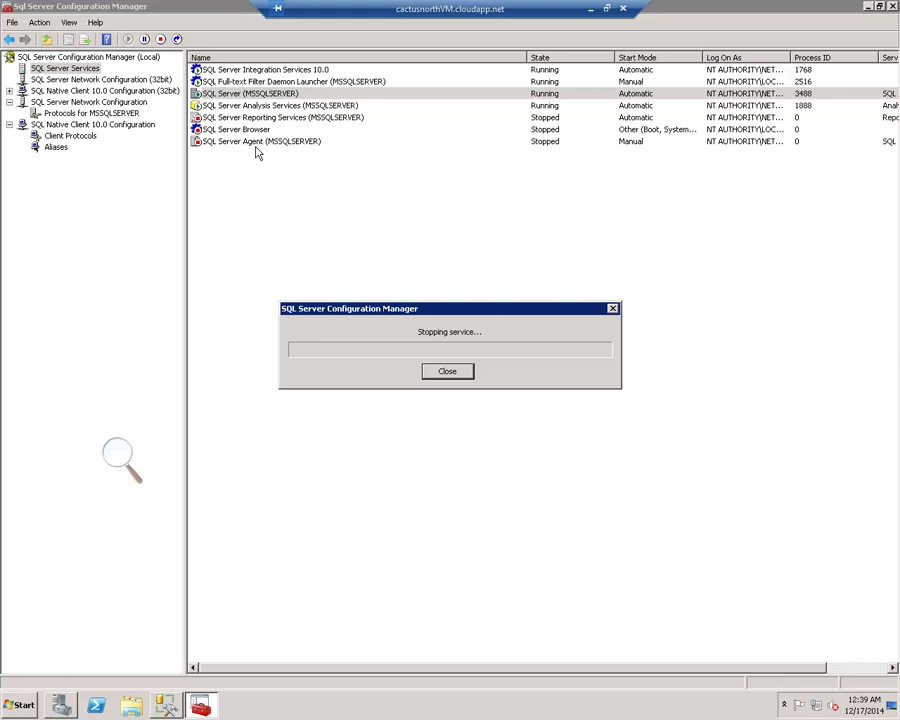 Sql Server Configuration Manager
cactusnorthVM.cloudapp.net
File Action View Help
SQL Server Configuration Manager (Local)
SQL Server Services
SQL Server Network Configuration (32bit)
SQL Native Client 10.0 Configuration (32bit)
SQL Server Network Configuration
Protocols for MSSQLSERVER
SQL Native Client 10.0 Configuration
Client Protocols
Aliases
Name State Start Mode Log On As Process ID Serv
SQL Server Integration Services 10.0 Running Automatic NT AUTHORITY\NET... 1768
SQL Full-text Filter Daemon Launcher (MSSQLSERVER) Running Manual NT AUTHORITY\LOC... 2516
SQL Server (MSSQLSERVER) Running Automatic NT AUTHORITY\NET... 3488 SQL
SQL Server Analysis Services (MSSQLSERVER) Running Automatic NT AUTHORITY\NET... 1888 Anal
SQL Server Reporting Services (MSSQLSERVER) Stopped Automatic NT AUTHORITY\NET... 0 Repo
SQL Server Browser Stopped Other (Boot, System... NT AUTHORITY\LOC... 0
SQL Server Agent (MSSQLSERVER) Stopped Manual NT AUTHORITY\NET... 0 SQL
SQL Server Configuration Manager
Stopping service...
Close
Start
12:39 AM
12/17/2014